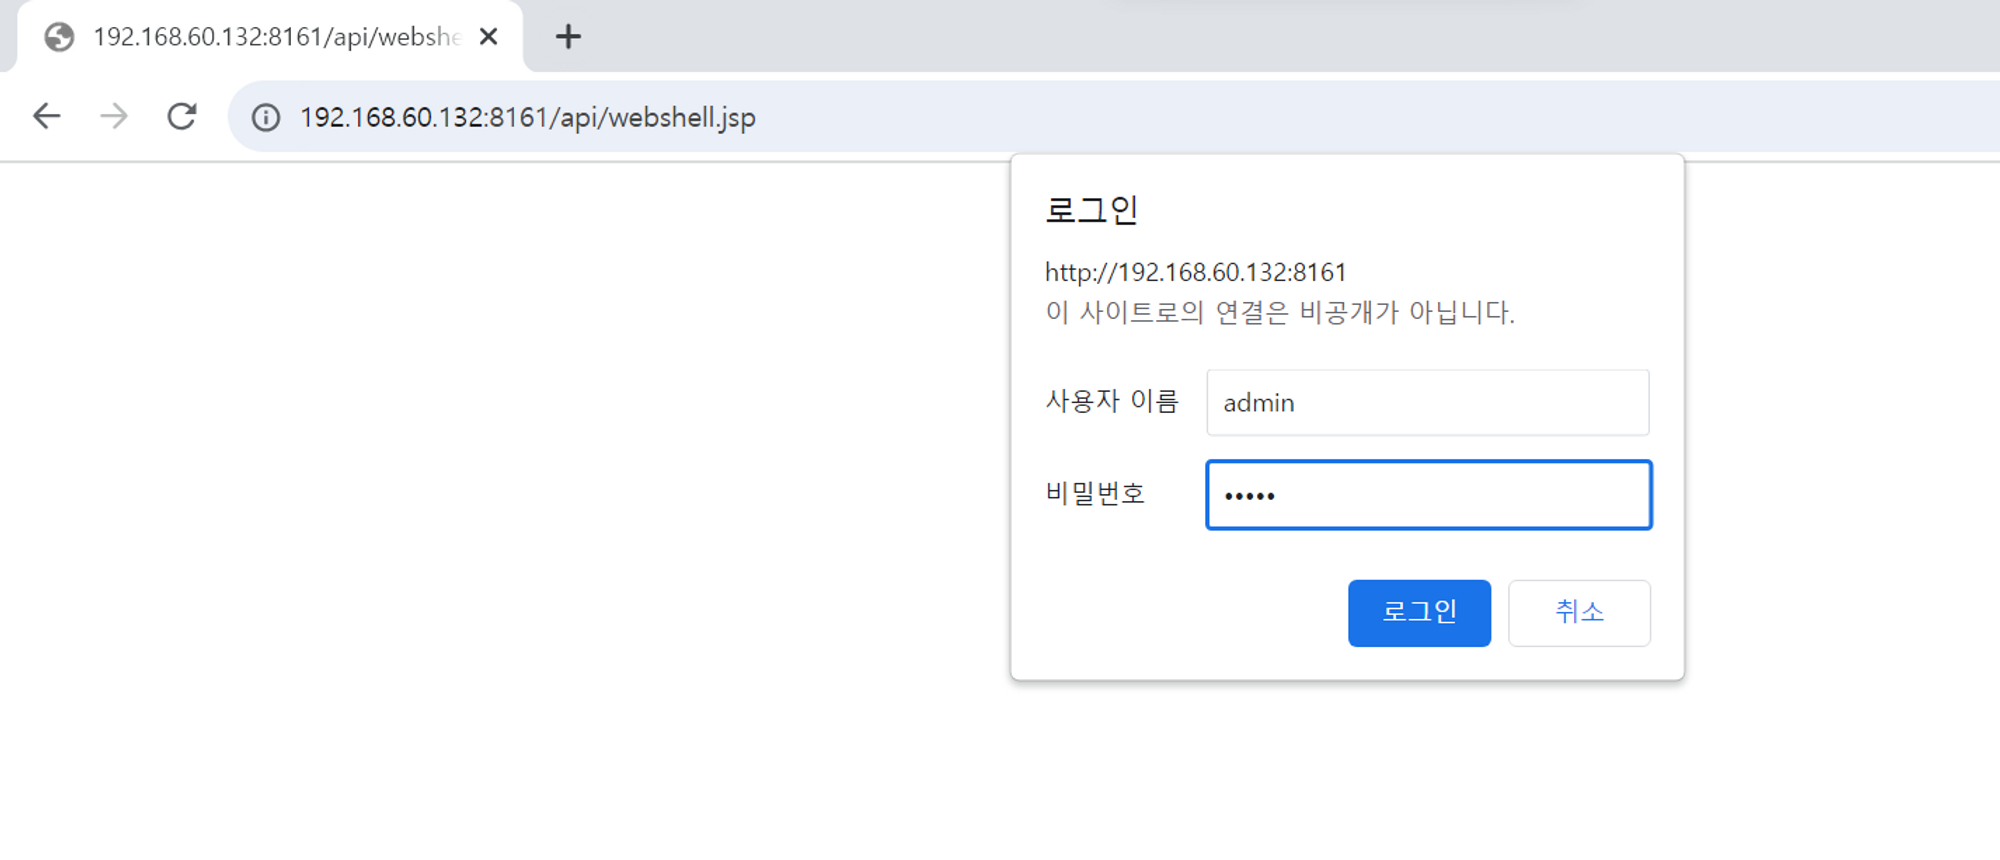 192.168.60.132:8161/api/webshe
192.168.60.132:8161/api/webshell.jsp
로그인
http://192.168.60.132:8161
이 사이트로의 연결은 비공개가 아닙니다.
사용자 이름 admin
비밀번호 •••••
로그인 취소